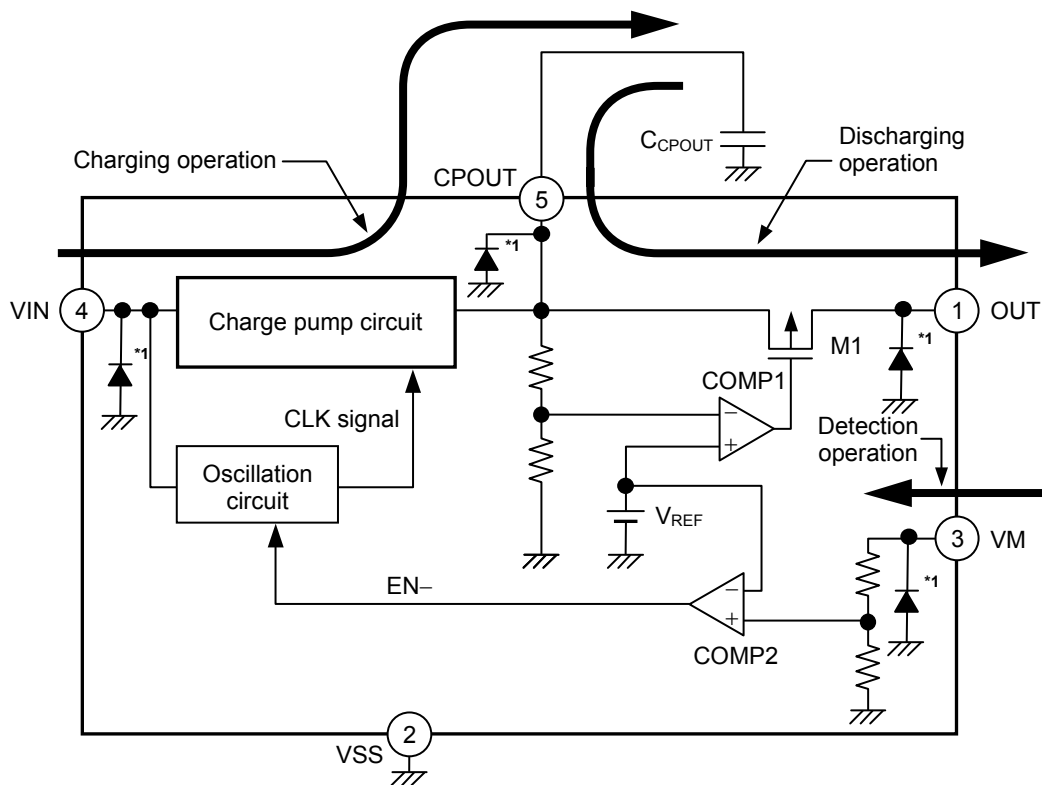 Charging operation
CPOUT
5
C_CPOUT
Discharging
operation
*1
VIN
4
Charge pump circuit
1
OUT
*1
*1
M1
COMP1
CLK signal
−
+
Oscillation
circuit
Detection
operation
V_REF
3
VM
*1
EN−
−
+
COMP2
2
VSS